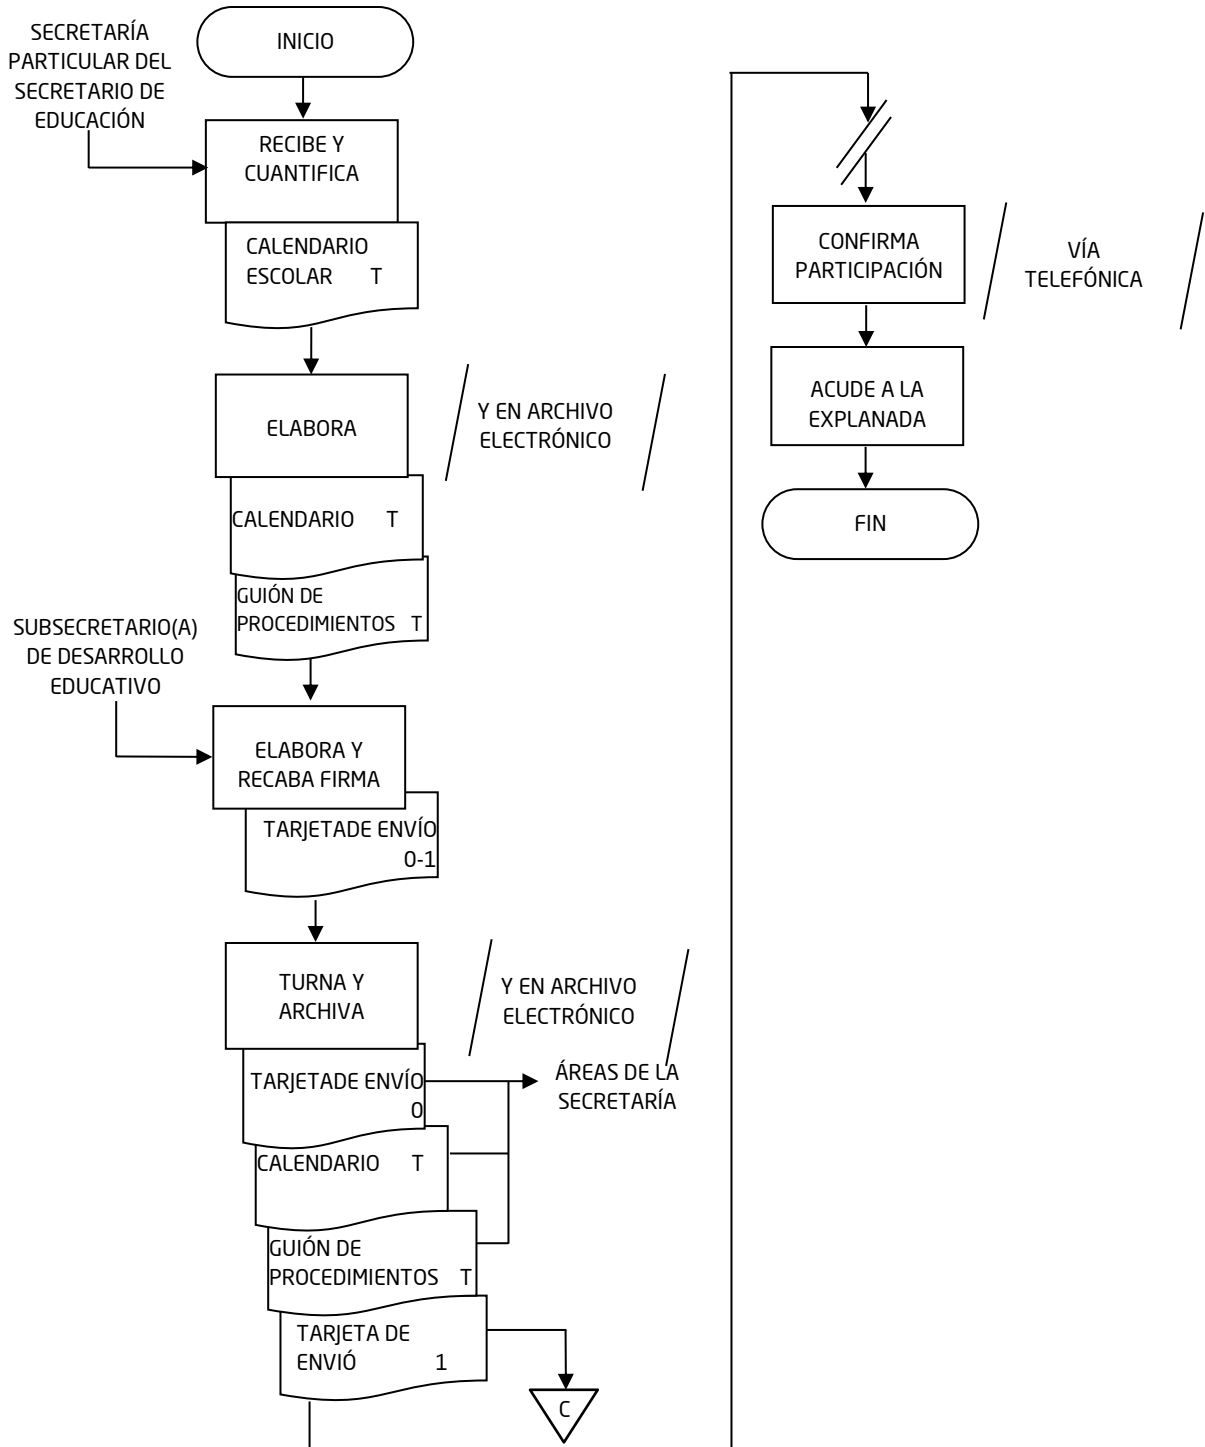 SECRETARÍA
PARTICULAR DEL
SECRETARIO DE
EDUCACIÓN
INICIO
RECIBE Y
CUANTIFICA
CALENDARIO
ESCOLAR T
ELABORA
Y EN ARCHIVO
ELECTRÓNICO
CALENDARIO T
GUIÓN DE
PROCEDIMIENTOS T
SUBSECRETARIO(A)
DE DESARROLLO
EDUCATIVO
ELABORA Y
RECABA FIRMA
TARJETADE ENVÍO
0-1
TURNA Y
ARCHIVA
Y EN ARCHIVO
ELECTRÓNICO
TARJETADE ENVÍO
0
ÁREAS DE LA
SECRETARÍA
CALENDARIO T
GUIÓN DE
PROCEDIMIENTOS T
TARJETA DE
ENVIÓ 1
C
CONFIRMA
PARTICIPACIÓN
VÍA
TELEFÓNICA
ACUDE A LA
EXPLANADA
FIN